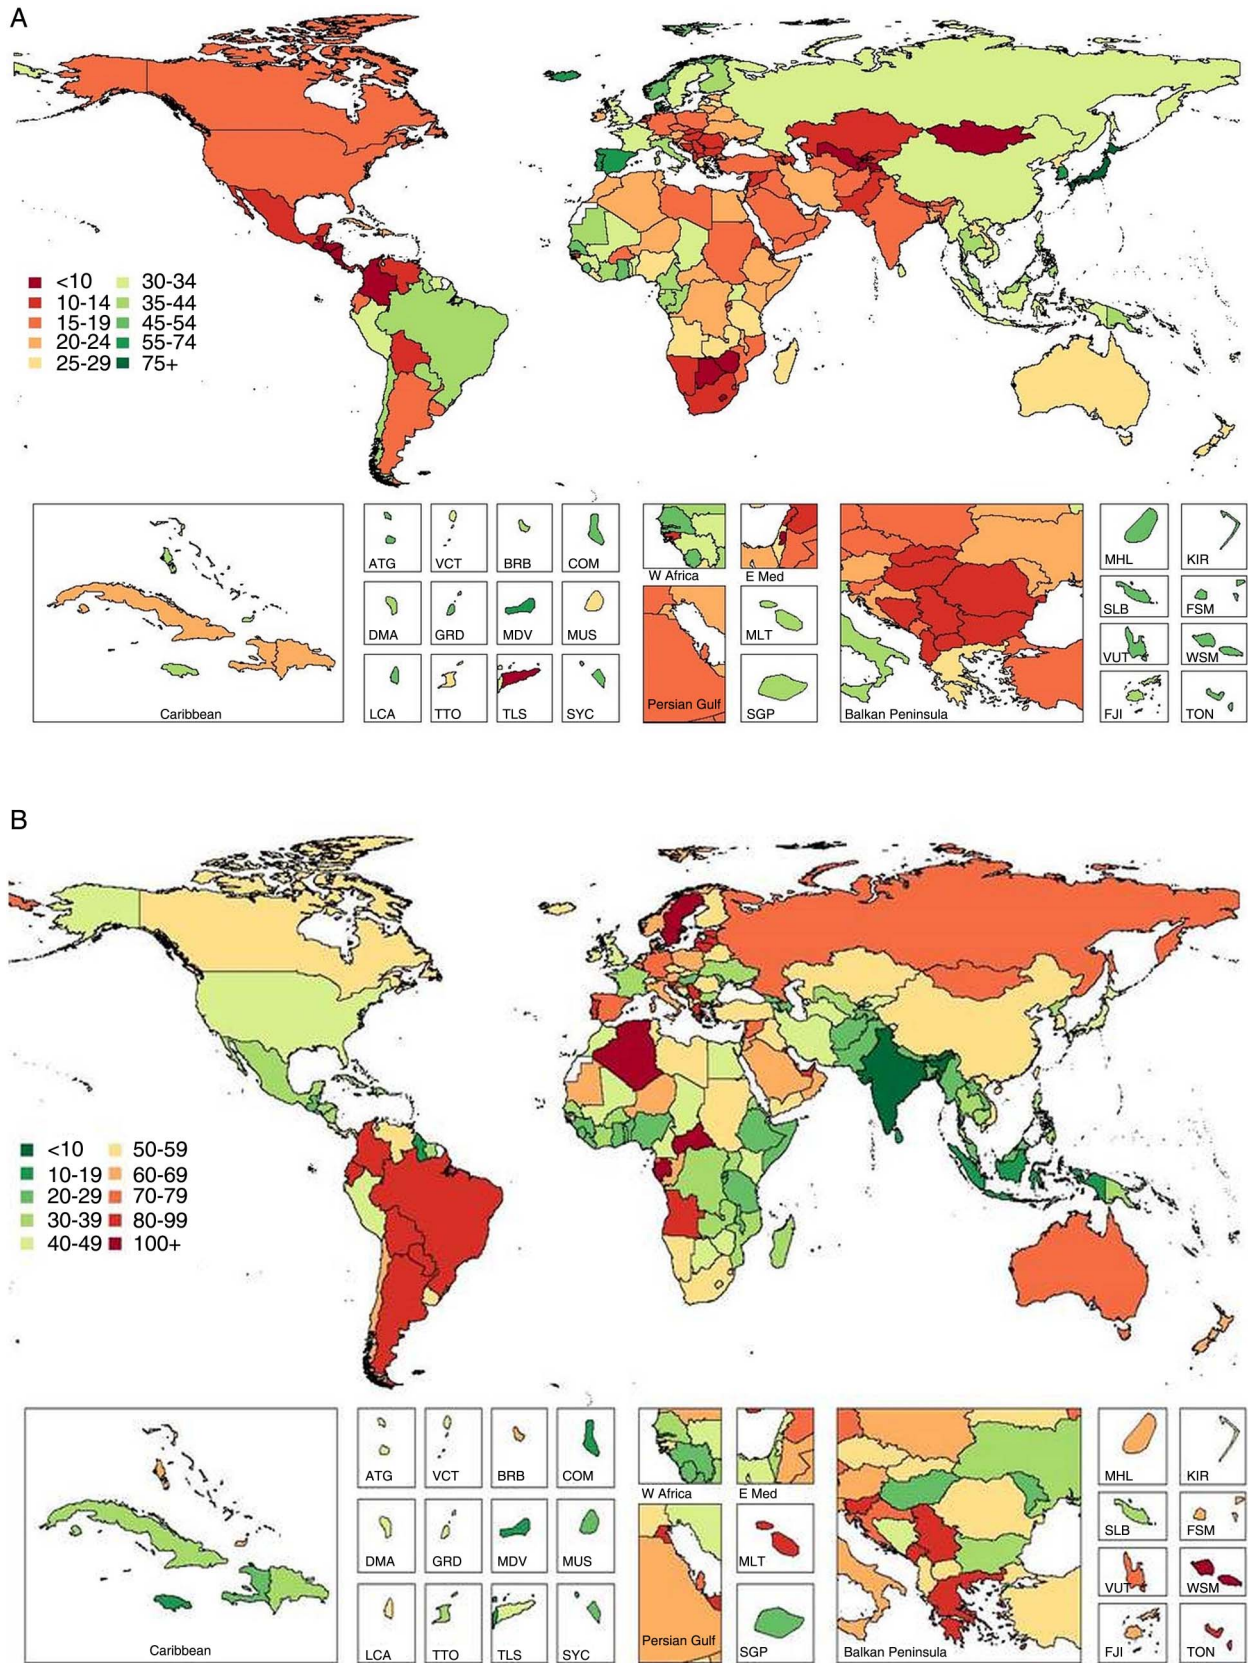 A
<10 30-34
10-14 35-44
15-19 45-54
20-24 55-74
25-29 75+
ATG VCT BRB COM
W Africa E Med
MHL KIR
DMA GRD MDV MUS
MLT
SLB FSM
VUT WSM
Caribbean
LCA TTO TLS SYC
Persian Gulf
SGP
Balkan Peninsula
FJI TON
B
<10 50-59
10-19 60-69
20-29 70-79
30-39 80-99
40-49 100+
ATG VCT BRB COM
W Africa E Med
MHL KIR
DMA GRD MDV MUS
MLT
SLB FSM
VUT WSM
Caribbean
LCA TTO TLS SYC
Persian Gulf
SGP
Balkan Peninsula
FJI TON